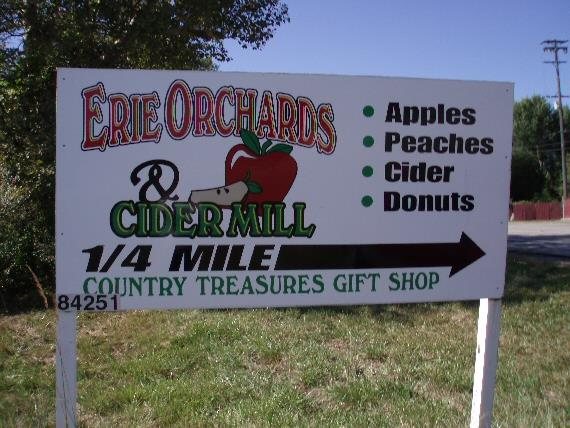 ERIE ORCHARDS
& CIDER MILL
• Apples
• Peaches
• Cider
• Donuts
1/4 MILE
COUNTRY TREASURES GIFT SHOP
84251